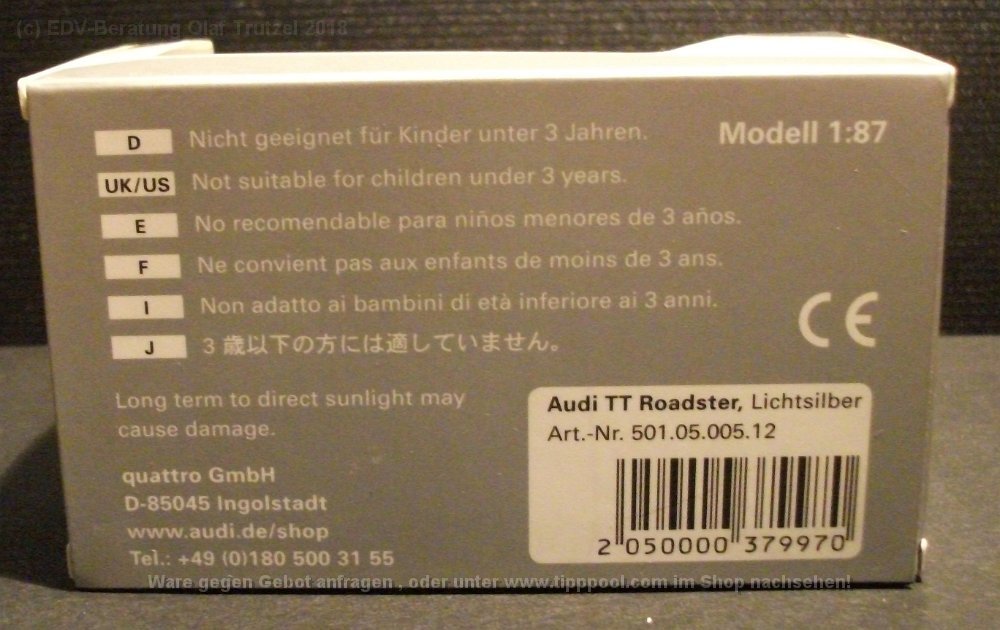 (c) EDV-Beratung Olaf Trutzel 2018
D Nicht geeignet für Kinder unter 3 Jahren.
Modell 1:87
UK/US Not suitable for children under 3 years.
E No recomendable para niños menores de 3 años.
F Ne convient pas aux enfants de moins de 3 ans.
I Non adatto ai bambini di età inferiore ai 3 anni.
J 3 歳以下の方には適していません。
CE
Long term to direct sunlight may
cause damage.
quattro GmbH
D-85045 Ingolstadt
www.audi.de/shop
Tel.: +49 (0)180 500 31 55
Audi TT Roadster, Lichtsilber
Art.-Nr. 501.05.005.12
2 050000 379970
Ware gegen Gebot anfragen , oder unter www.tipppool.com im Shop nachsehen!